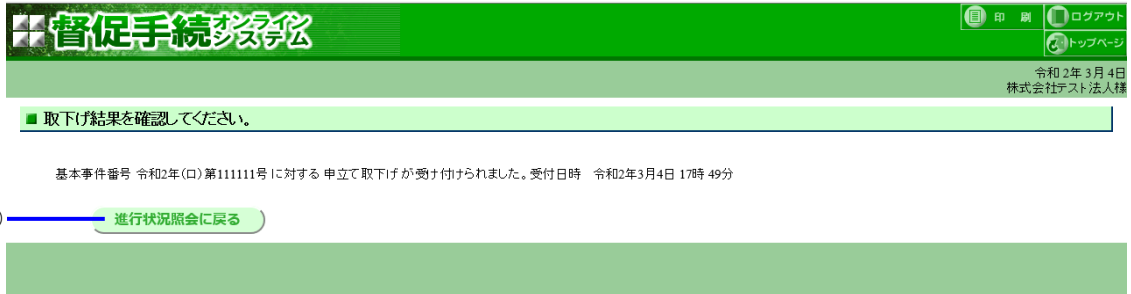 督促手続オンラインシステム
印 刷
ログアウト
トップページ
令和 2年 3月 4日
株式会社テスト法人様
■ 取下げ結果を確認してください。
基本事件番号 令和2年(ロ)第111111号 に対する 申立て取下げ が受け付けられました。受付日時　令和2年3月4日 17時 49分
)
進行状況照会に戻る